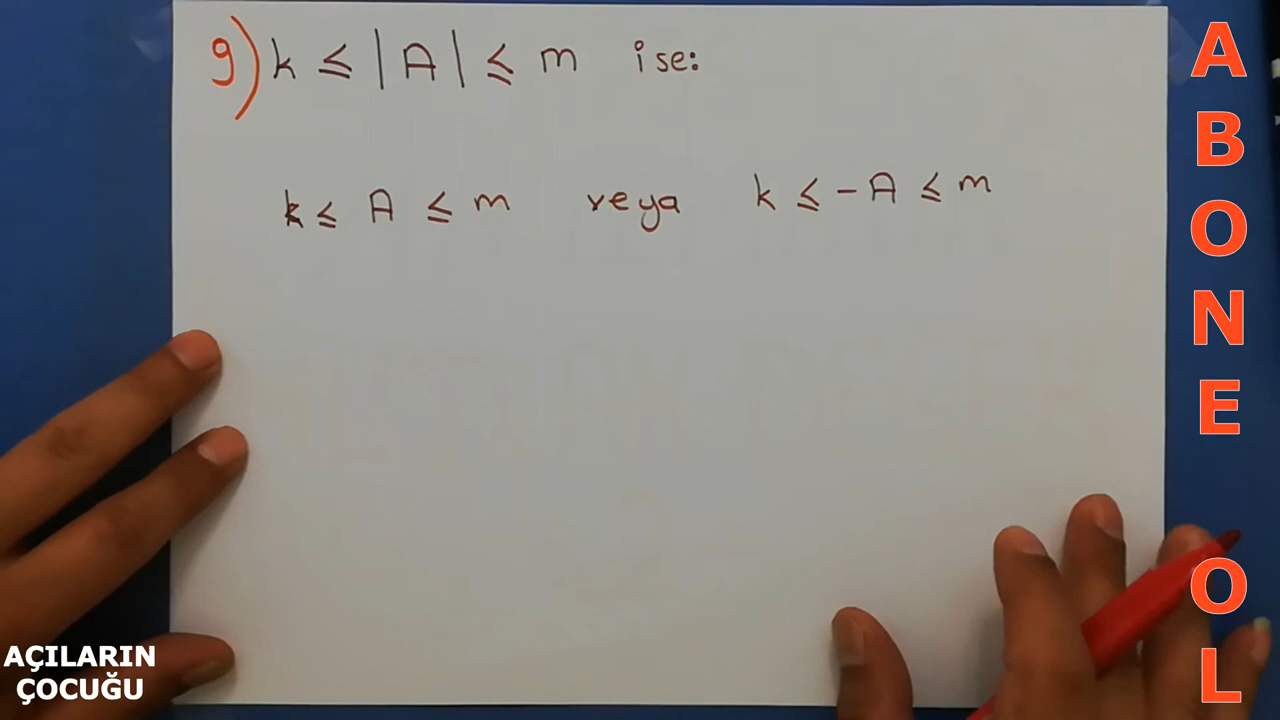 9) k ≤ |A| ≤ m ise:
k ≤ A ≤ m veya k ≤ -A ≤ m
ABONE OL
AÇILARIN
ÇOCUĞU